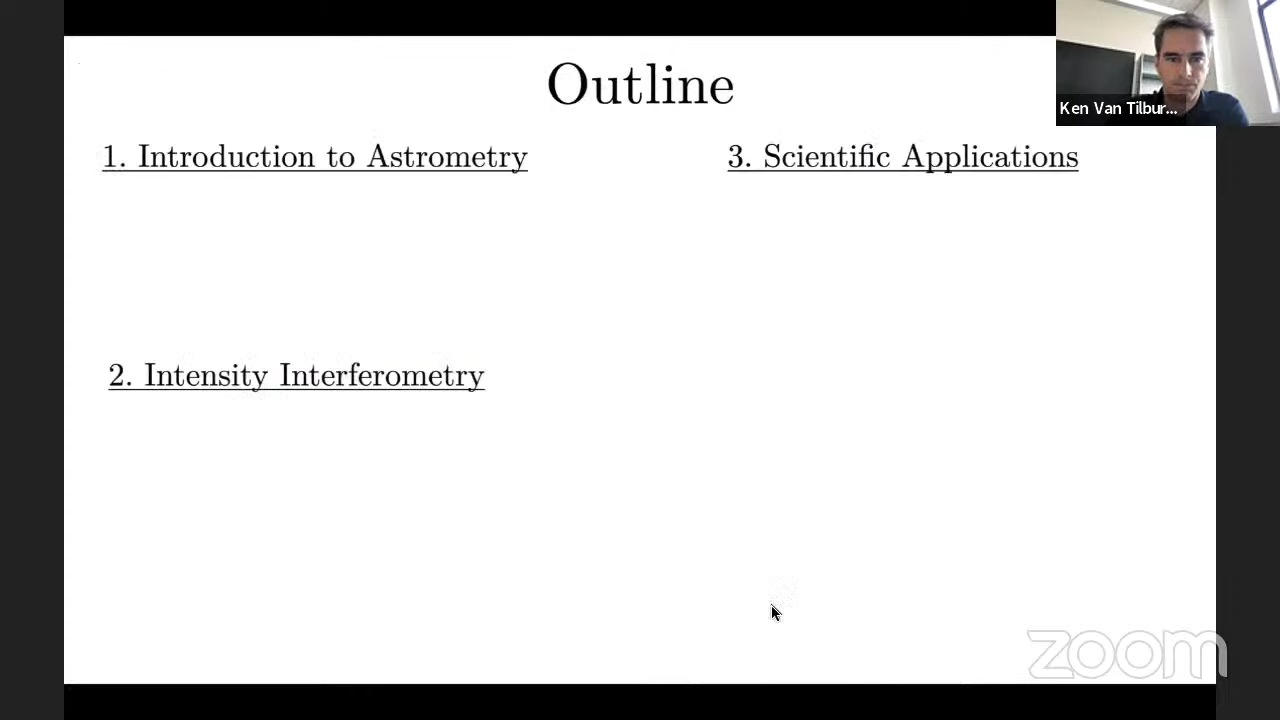 Outline
1. Introduction to Astrometry
2. Intensity Interferometry
3. Scientific Applications
Ken Van Tilbur...
zoom